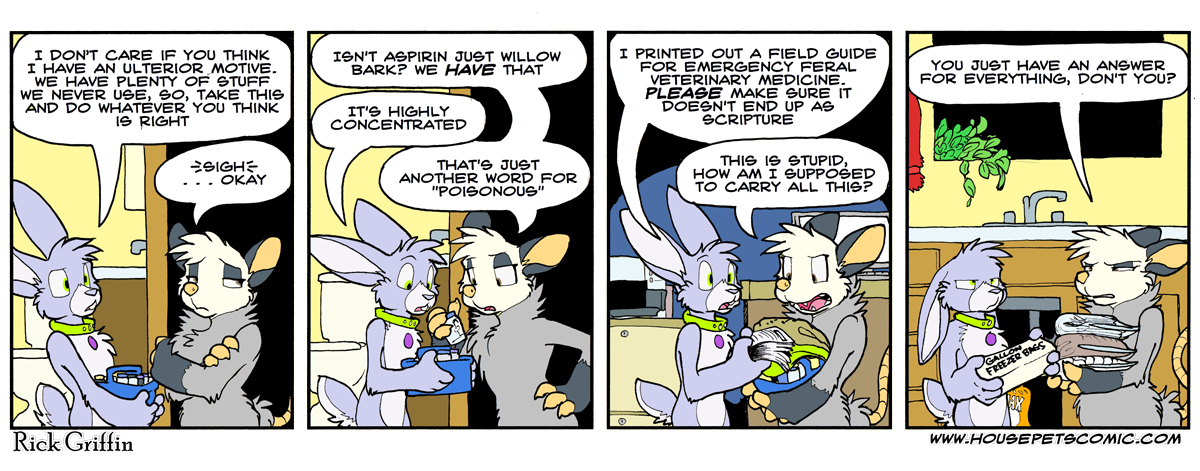 I DON'T CARE IF YOU THINK
I HAVE AN ULTERIOR MOTIVE.
WE HAVE PLENTY OF STUFF
WE NEVER USE, SO, TAKE THIS
AND DO WHATEVER YOU THINK
IS RIGHT
SIGH
. . . OKAY
ISN'T ASPIRIN JUST WILLOW
BARK? WE HAVE THAT
IT'S HIGHLY
CONCENTRATED
THAT'S JUST
ANOTHER WORD FOR
"POISONOUS"
I PRINTED OUT A FIELD GUIDE
FOR EMERGENCY FERAL
VETERINARY MEDICINE.
PLEASE MAKE SURE IT
DOESN'T END UP AS
SCRIPTURE
THIS IS STUPID,
HOW AM I SUPPOSED
TO CARRY ALL THIS?
YOU JUST HAVE AN ANSWER
FOR EVERYTHING, DON'T YOU?
GALLON
FREEZER BAGS
AX
Rick Griffin
WWW.HOUSEPETSCOMIC.COM